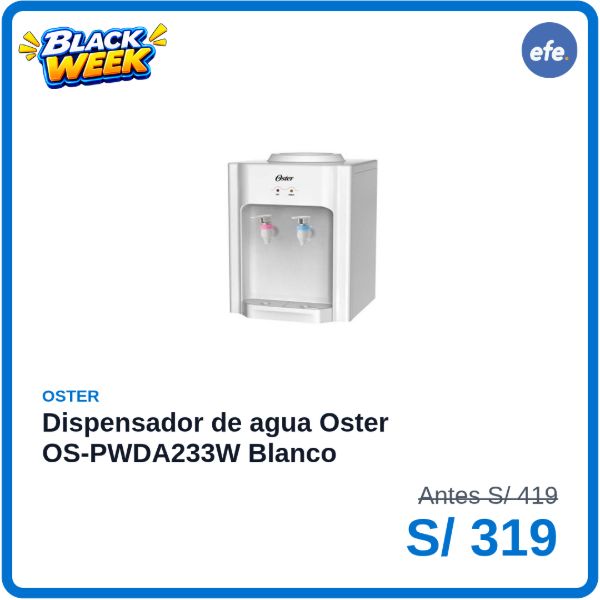 BLACK
WEEK
efe.
Oster
OSTER
Dispensador de agua Oster
OS-PWDA233W Blanco
Antes S/ 419
S/ 319